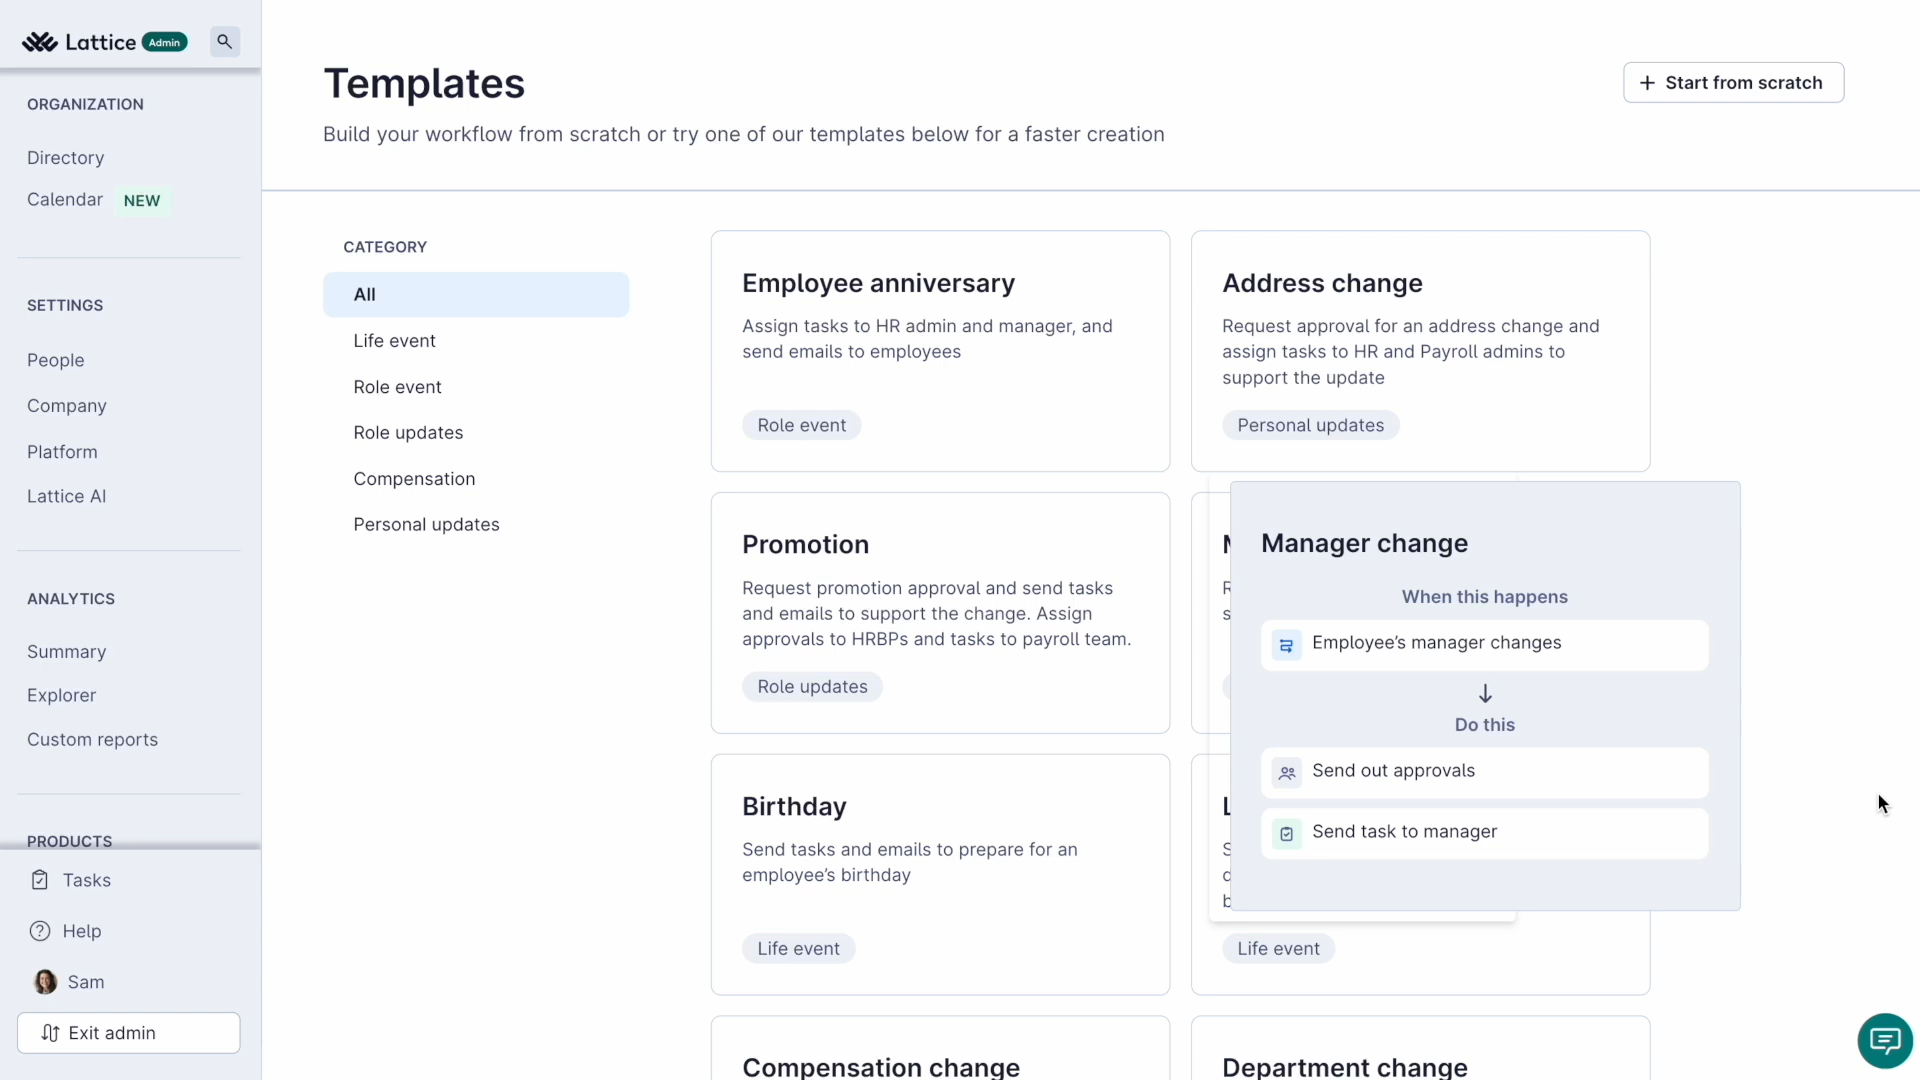 Lattice Admin
ORGANIZATION
Directory
Calendar NEW
SETTINGS
People
Company
Platform
Lattice AI
ANALYTICS
Summary
Explorer
Custom reports
PRODUCTS
Tasks
Help
Sam
Exit admin
Templates
Build your workflow from scratch or try one of our templates below for a faster creation
+ Start from scratch
CATEGORY
All
Life event
Role event
Role updates
Compensation
Personal updates
Employee anniversary
Assign tasks to HR admin and manager, and
send emails to employees
Role event
Address change
Request approval for an address change and
assign tasks to HR and Payroll admins to
support the update
Personal updates
Promotion
Request promotion approval and send tasks
and emails to support the change. Assign
approvals to HRBPs and tasks to payroll team.
Role updates
Manager change
When this happens
Employee’s manager changes
Do this
Send out approvals
Send task to manager
Birthday
Send tasks and emails to prepare for an
employee’s birthday
Life event
Life event
Compensation change
Department change